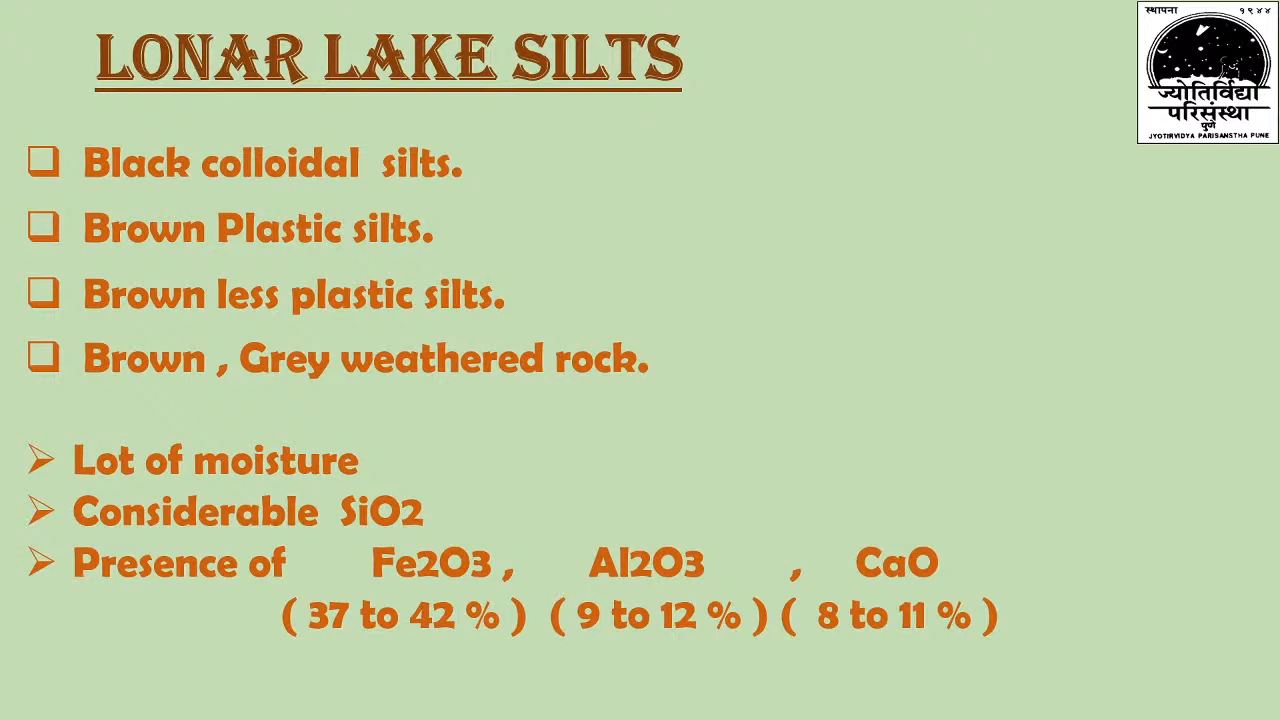 LONAR LAKE SILTS
स्थापना १९४४
ज्योतिर्विद्या
परिसंस्था
पुणे
JYOTIRVIDYA PARISANSTHA PUNE
Black colloidal silts.
Brown Plastic silts.
Brown less plastic silts.
Brown , Grey weathered rock.
Lot of moisture
Considerable SiO2
Presence of Fe2O3 , Al2O3 , CaO
( 37 to 42 % ) ( 9 to 12 % ) ( 8 to 11 % )